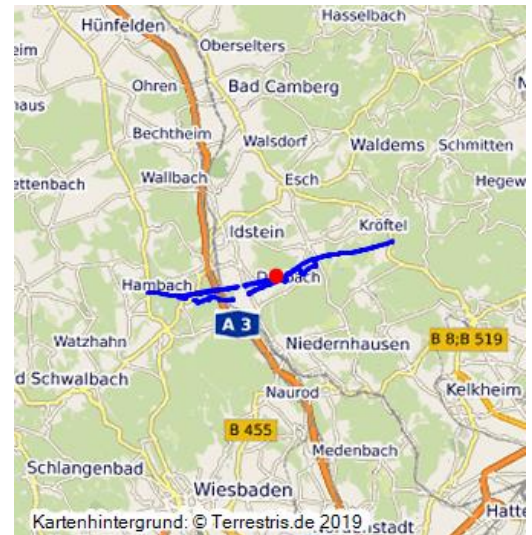 Hasselbach
Hünfelden
Oberselters
eim
Ohren
Bad Camberg
haus
Bechtheim
Walsdorf
Waldems
Schmitten
Wallbach
Esch
ettenbach
Hegew
Kröftel
Idstein
Hambach
A 3
Watzhahn
Niedernhausen
B 8;B 519
d Schwalbach
Naurod
Kelkheim
B 455
Medenbach
Schlangenbad
Wiesbaden
Hatte
Kartenhintergrund: © Terrestris.de 2019